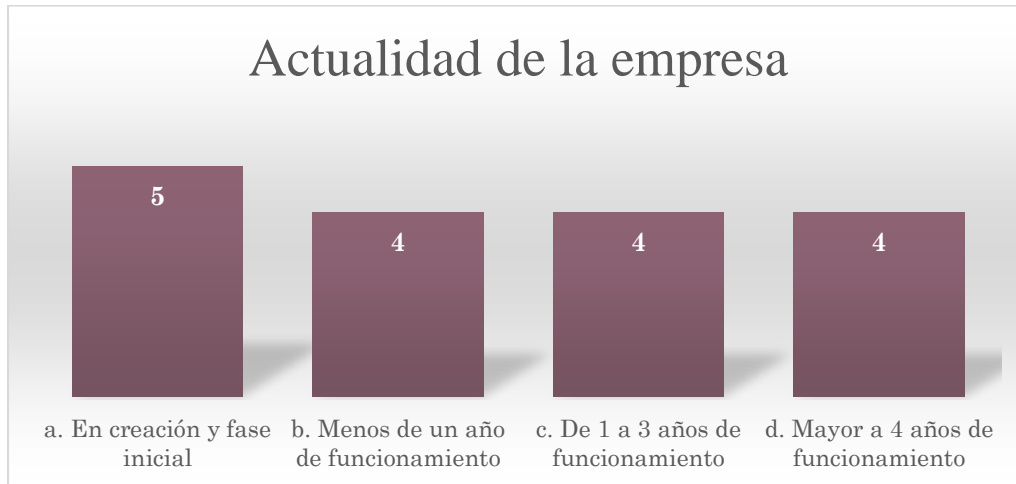 Actualidad de la empresa
5
4
4
4
a. En creación y fase
inicial
b. Menos de un año
de funcionamiento
c. De 1 a 3 años de
funcionamiento
d. Mayor a 4 años de
funcionamiento